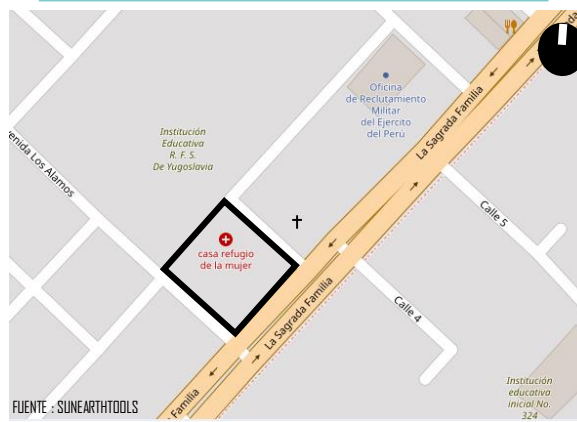 Oficina
de Reclutamiento
Militar
del Ejercito
del Perú
La Sagrada Familia
Institución
Educativa
R. F. S.
De Yugoslavia
venida Los Alamos
Calle 5
casa refugio
de la mujer
La Sagrada Familia
Calle 4
Institución
educativa
inicial No.
324
Familia
FUENTE : SUNEARTHTOOLS